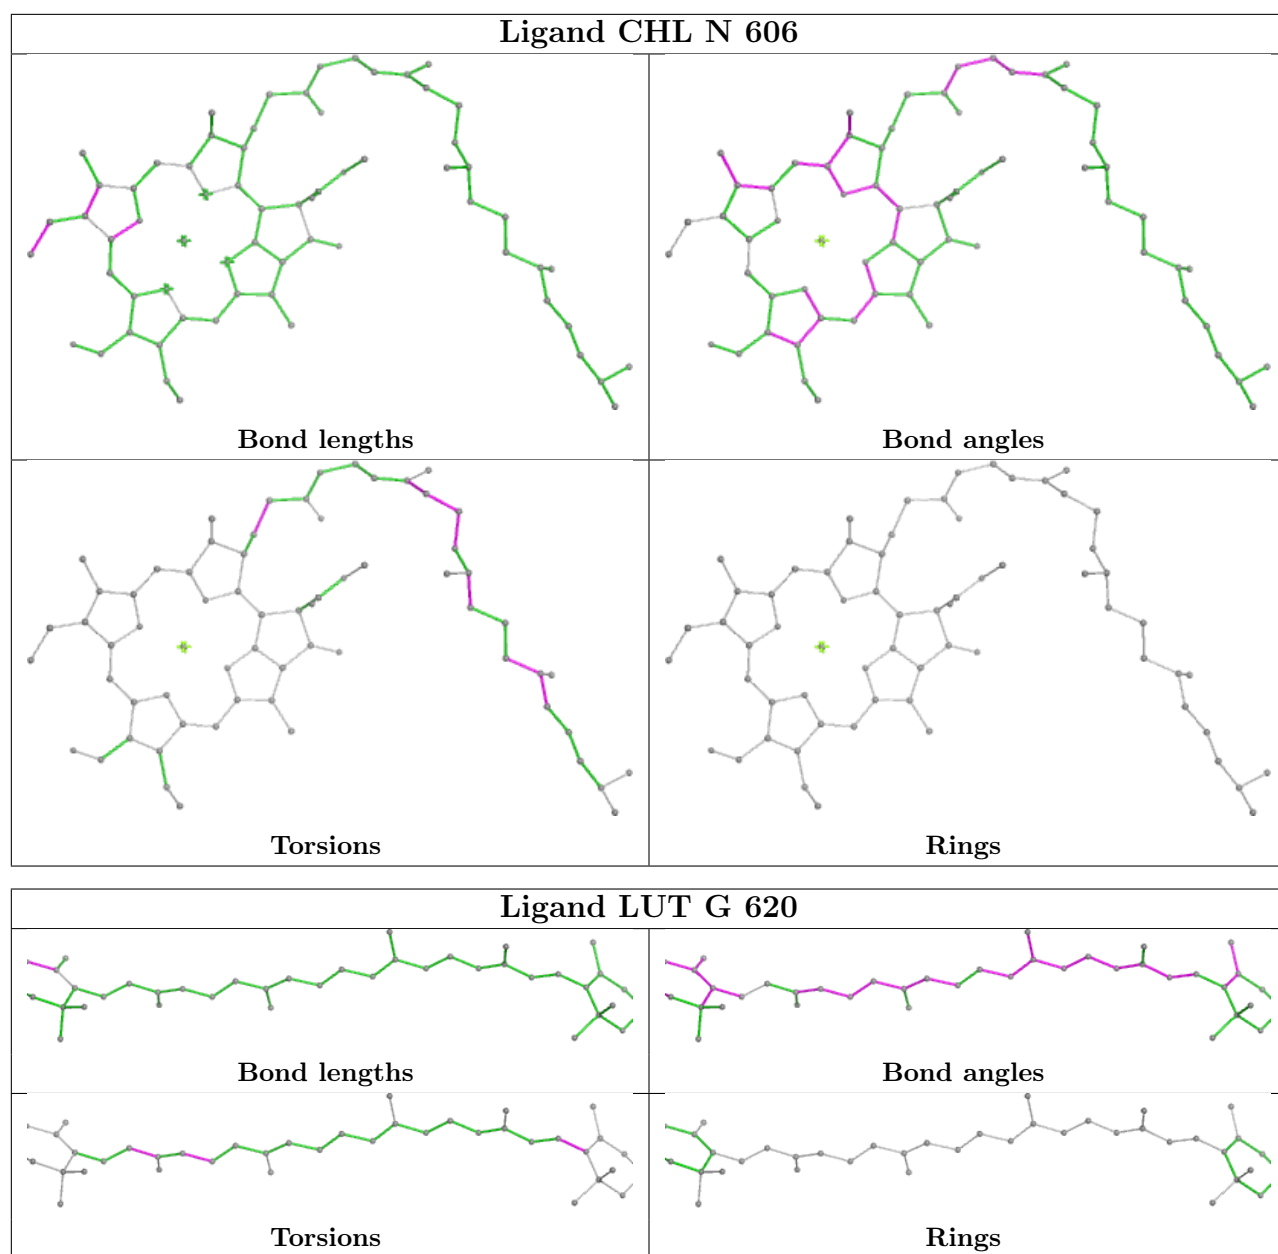 Ligand CHL N 606
Bond lengths
Bond angles
Torsions
Rings
Ligand LUT G 620
Bond lengths
Bond angles
Torsions
Rings